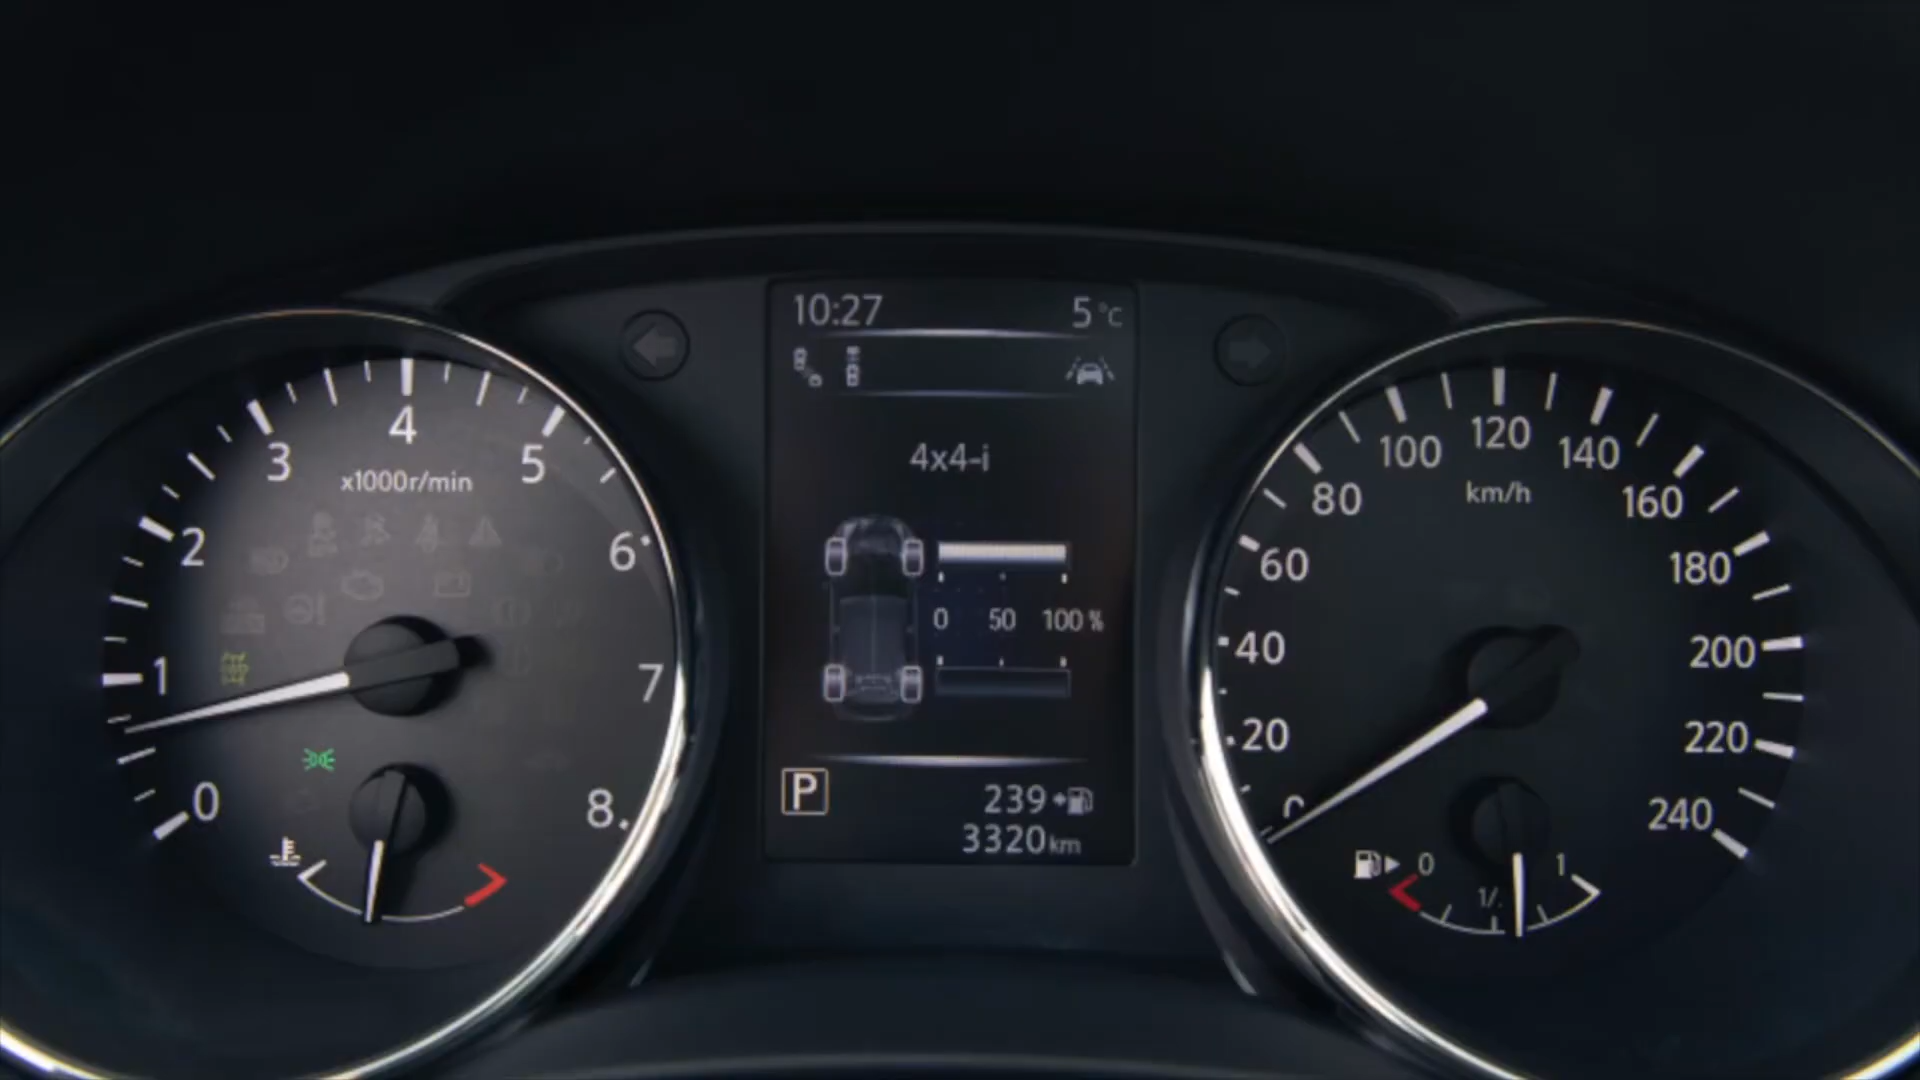 10:27 5°C
4x4-i
0 50 100 %
P
239
3320km
0 1 2 3 4 5 6 7 8
x1000r/min
0 20 40 60 80 100 120 140 160 180 200 220 240
km/h
0 1/ 1